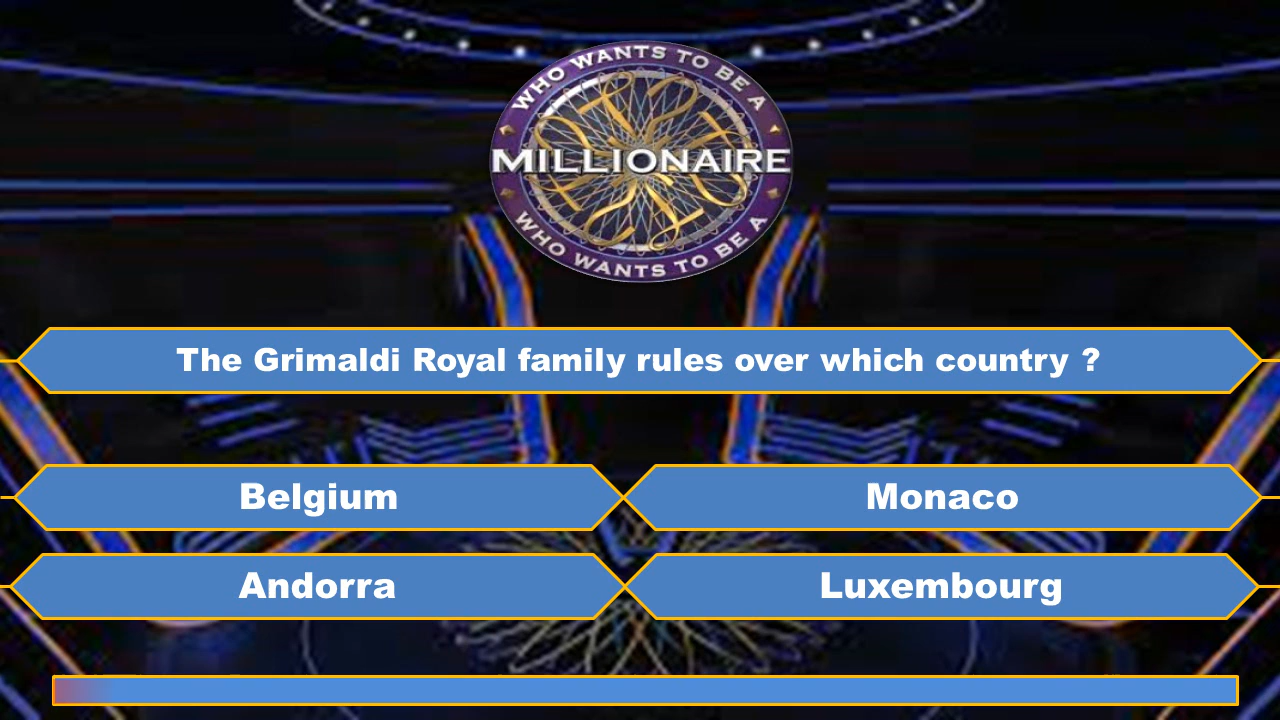 WHO WANTS TO BE A
MILLIONAIRE
WHO WANTS TO BE A
The Grimaldi Royal family rules over which country ?
Belgium
Monaco
Andorra
Luxembourg